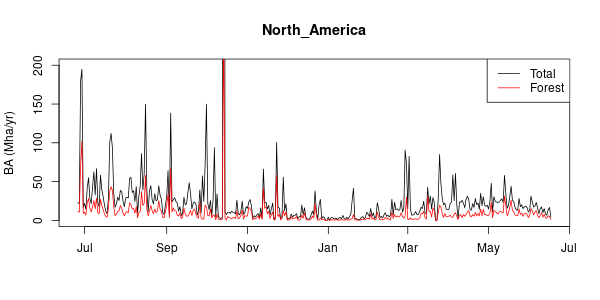 North_America
BA (Mha/yr)
200
150
100
50
0
Total
Forest
Jul Sep Nov Jan Mar May Jul